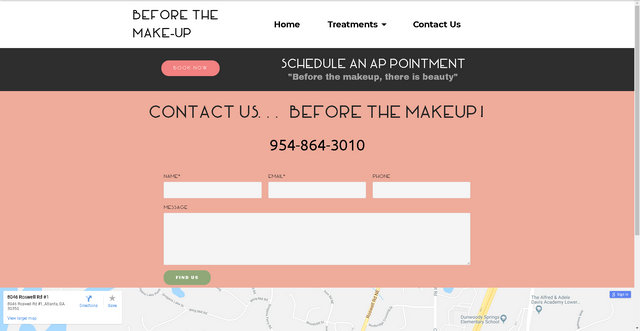 BEFORE THE
MAKE-UP
Home
Treatments
Contact Us
BOOK NOW
SCHEDULE AN AP POINTMENT
"Before the makeup, there is beauty"
CONTACT US. . . BEFORE THE MAKEUP!
954-864-3010
NAME*
EMAIL*
PHONE
MESSAGE
FIND US
8046 Roswell Rd #1
8046 Roswell Rd #1, Atlanta, GA
30350
Directions
Save
View larger map
Sign in
Roswell Rd NE
The Alfred & Adele
Davis Academy Lower...
Dunwoody Springs
Elementary School